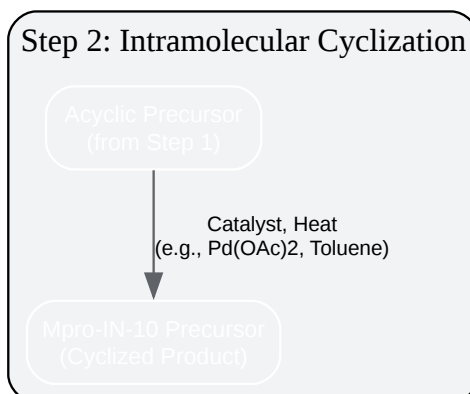 Step 2: Intramolecular Cyclization
Acyclic Precursor
(from Step 1)
Catalyst, Heat
(e.g., Pd(OAc)2, Toluene)
Mpro-IN-10 Precursor
(Cyclized Product)